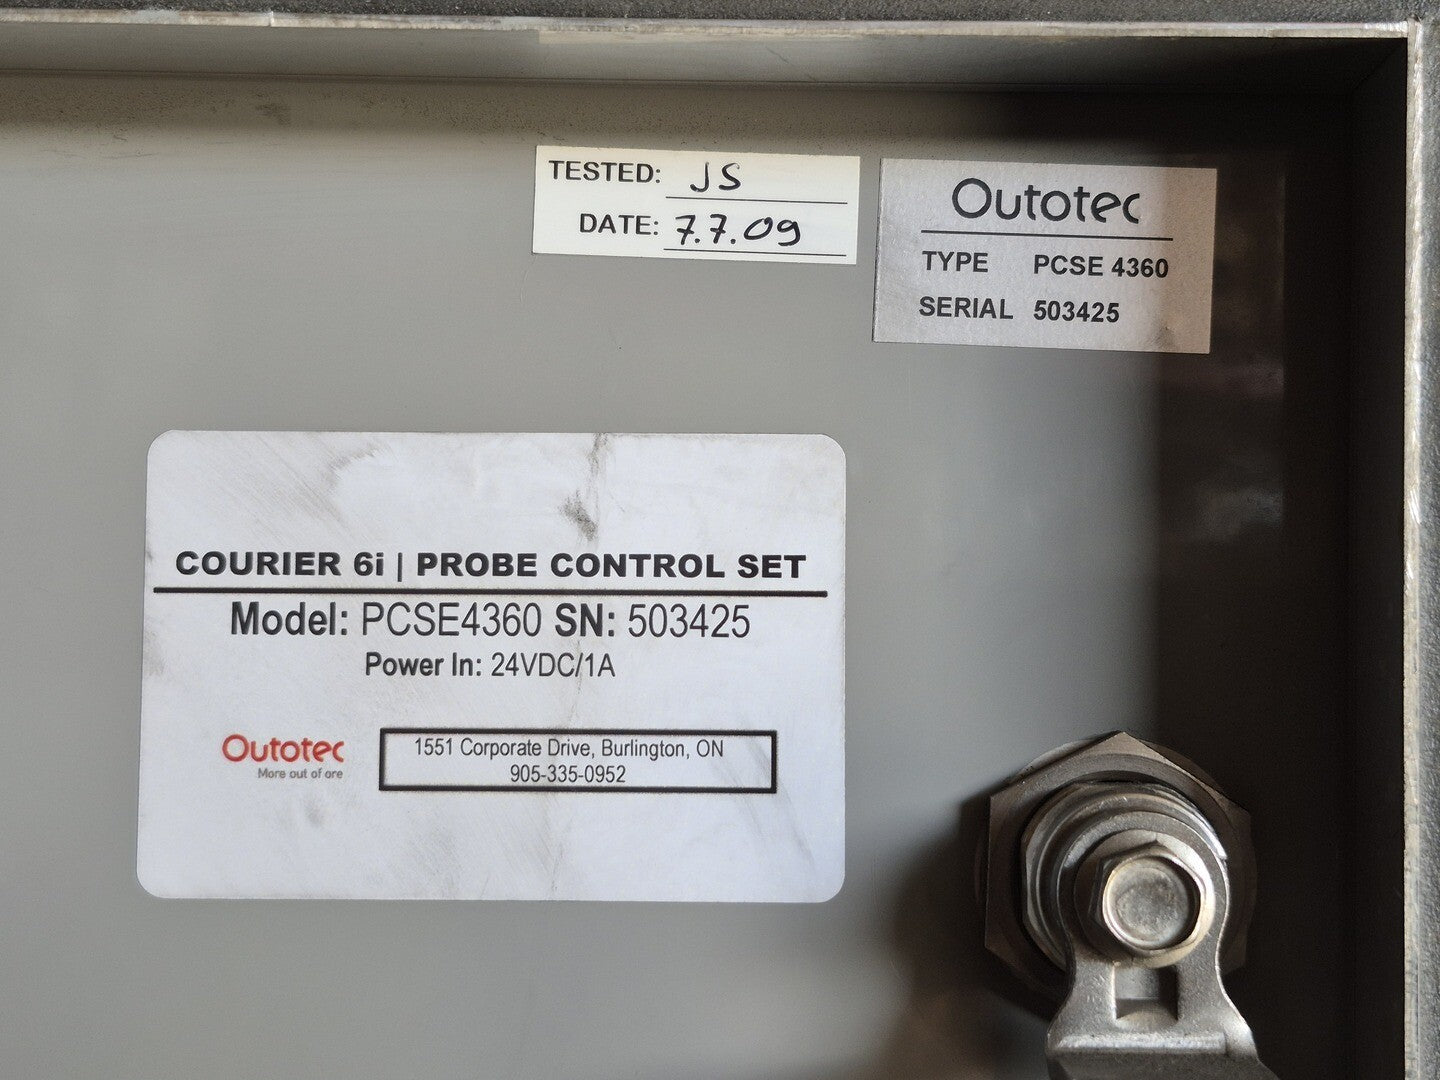 TESTED: JS
DATE: 7.7.09
Outotec
TYPE PCSE 4360
SERIAL 503425
COURIER 6i | PROBE CONTROL SET
Model: PCSE4360 SN: 503425
Power In: 24VDC/1A
Outotec
More out of ore
1551 Corporate Drive, Burlington, ON
905-335-0952